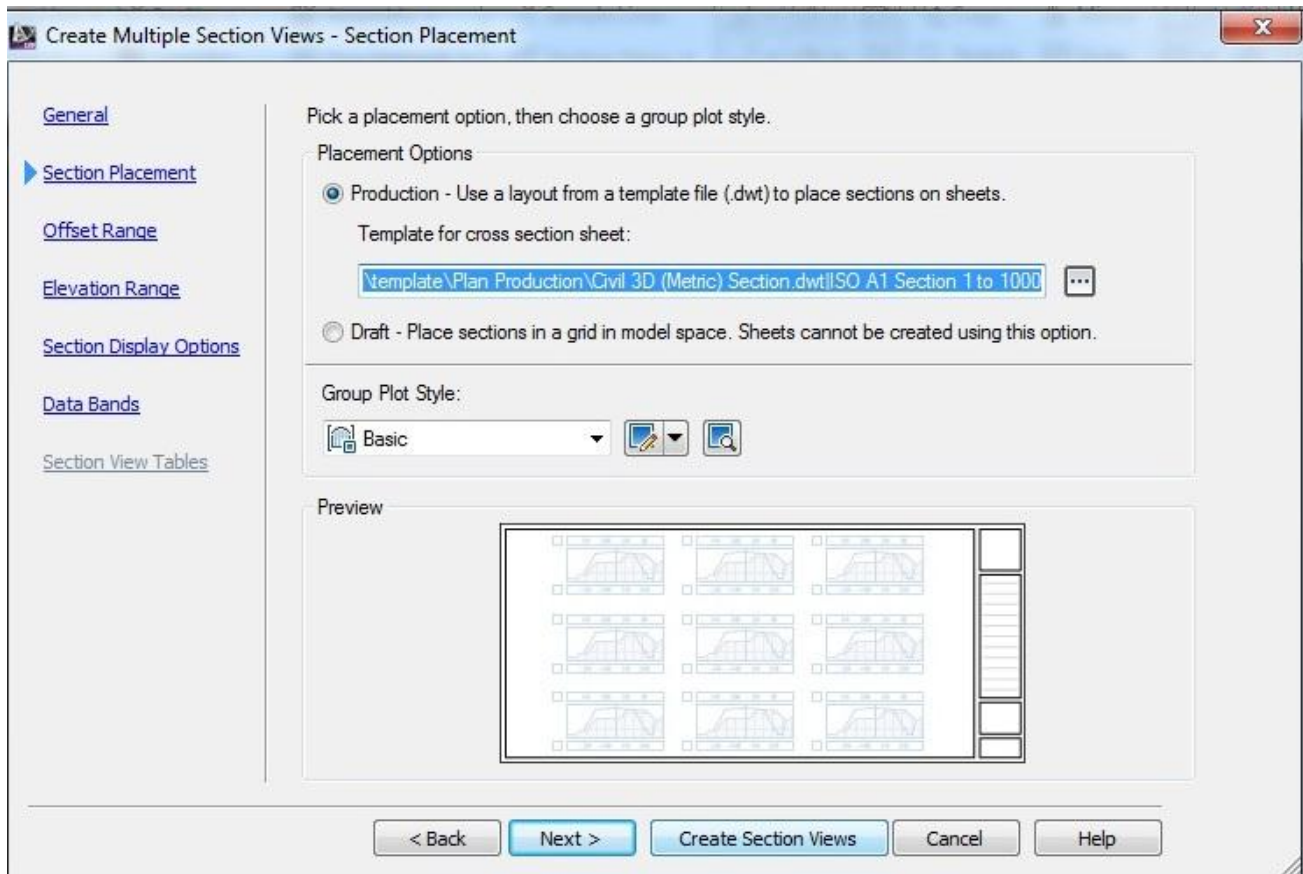 Create Multiple Section Views - Section Placement
General
Section Placement
Offset Range
Elevation Range
Section Display Options
Data Bands
Section View Tables
Pick a placement option, then choose a group plot style.
Placement Options
Production - Use a layout from a template file (.dwt) to place sections on sheets.
Template for cross section sheet:
\template\Plan Production\Civil 3D (Metric) Section.dwt|ISO A1 Section 1 to 1000
...
Draft - Place sections in a grid in model space. Sheets cannot be created using this option.
Group Plot Style:
Basic
Preview
< Back
Next >
Create Section Views
Cancel
Help